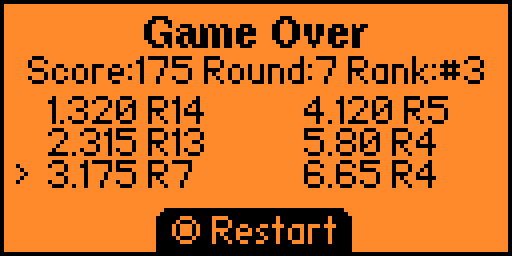 Game Over
Score:175 Round:7 Rank:#3
1.320 R14 4.120 R5
2.315 R13 5.80 R4
> 3.175 R7 6.65 R4
Restart